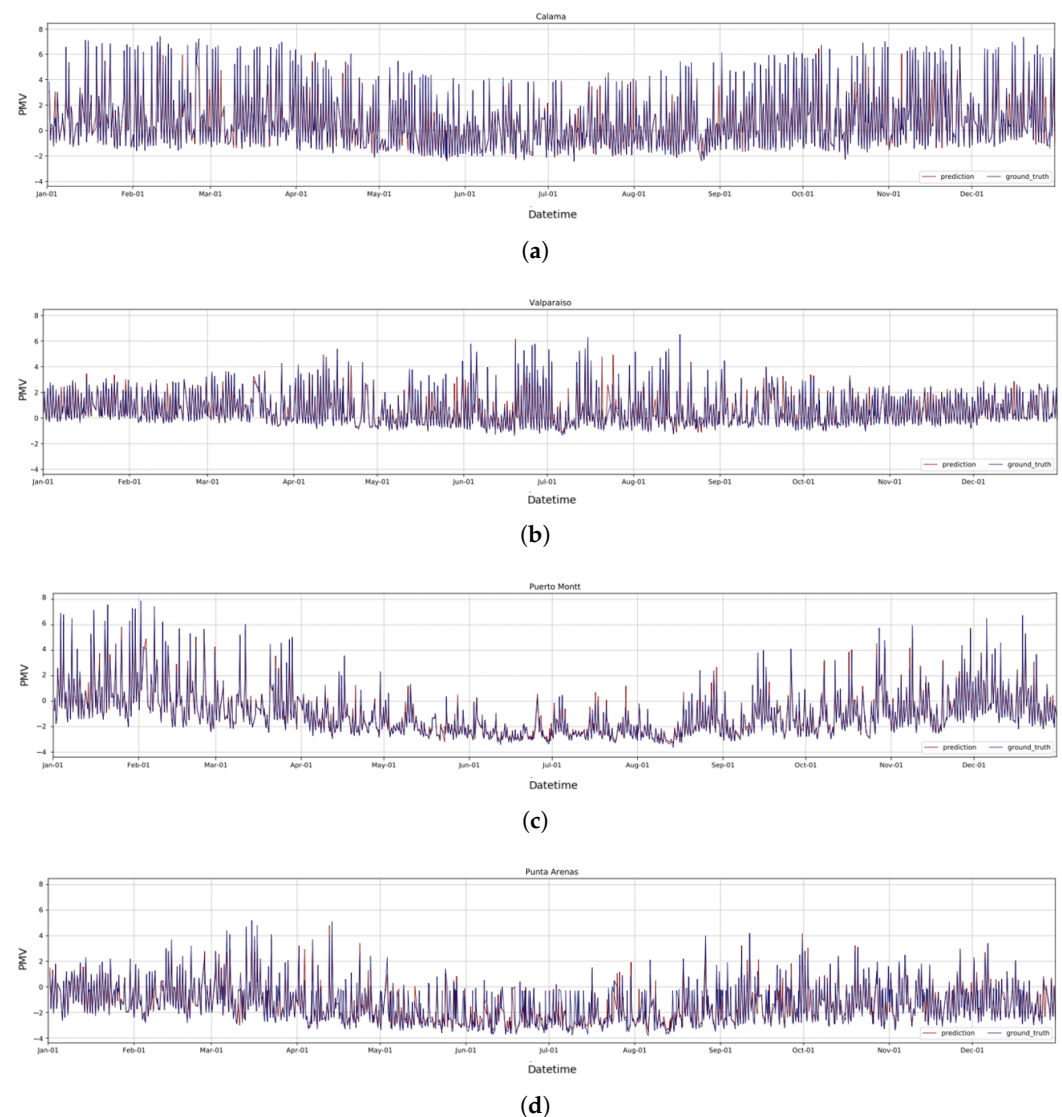 Calama
8
6
4
2
0
−2
−4
PMV
Jan-01 Feb-01 Mar-01 Apr-01 May-01 Jun-01 Jul-01 Aug-01 Sep-01 Oct-01 Nov-01 Dec-01
prediction ground_truth
Datetime
(a)
Valparaiso
8
6
4
2
0
−2
−4
PMV
Jan-01 Feb-01 Mar-01 Apr-01 May-01 Jun-01 Jul-01 Aug-01 Sep-01 Oct-01 Nov-01 Dec-01
prediction ground_truth
Datetime
(b)
Puerto Montt
8
6
4
2
0
−2
−4
PMV
Jan-01 Feb-01 Mar-01 Apr-01 May-01 Jun-01 Jul-01 Aug-01 Sep-01 Oct-01 Nov-01 Dec-01
prediction ground_truth
Datetime
(c)
Punta Arenas
8
6
4
2
0
−2
−4
PMV
Jan-01 Feb-01 Mar-01 Apr-01 May-01 Jun-01 Jul-01 Aug-01 Sep-01 Oct-01 Nov-01 Dec-01
prediction ground_truth
Datetime
(d)